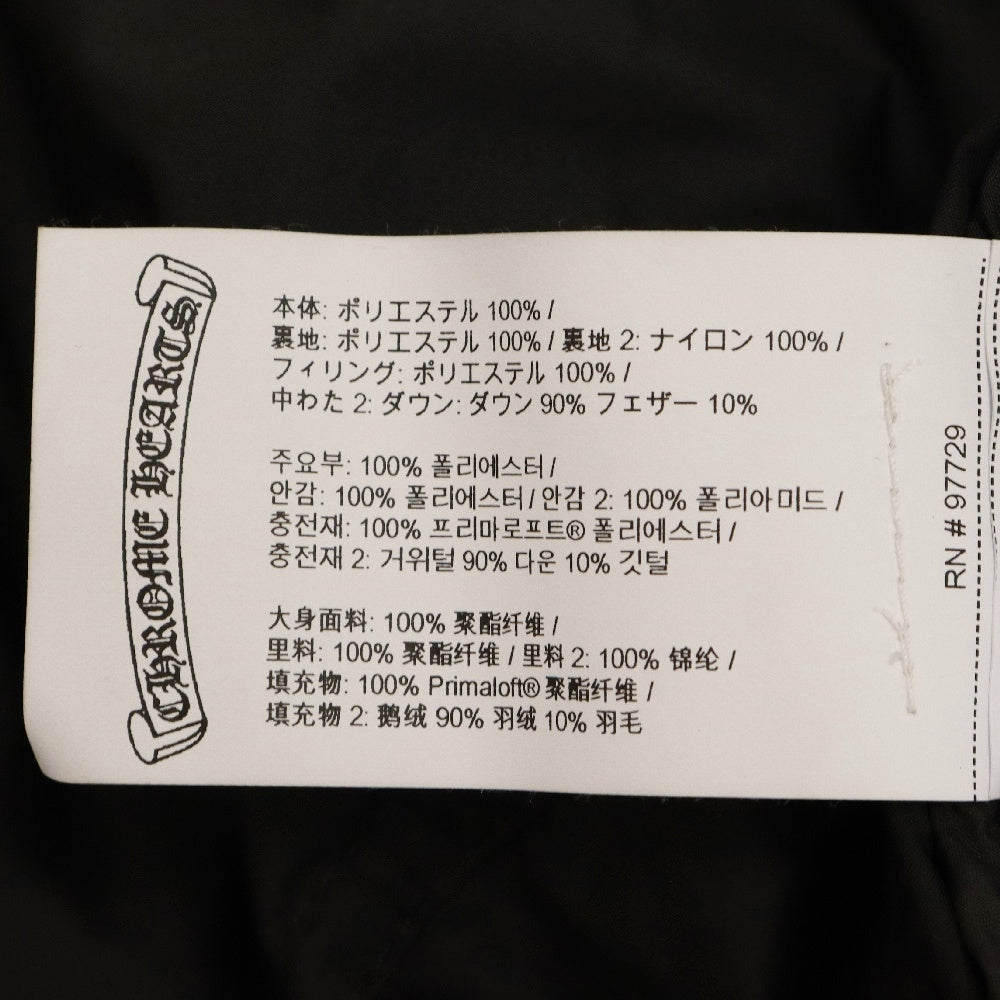 CHROME HEARTS
本体: ポリエステル 100% /
裏地: ポリエステル 100% / 裏地 2: ナイロン 100% /
フィリング: ポリエステル 100% /
中わた 2: ダウン: ダウン 90% フェザー 10%
주요부: 100% 폴리에스터 /
안감: 100% 폴리에스터 / 안감 2: 100% 폴리아미드 /
충전재: 100% 프리마로프트® 폴리에스터 /
충전재 2: 거위털 90% 다운 10% 깃털
大身面料: 100% 聚酯纤维 /
里料: 100% 聚酯纤维 / 里料 2: 100% 锦纶 /
填充物: 100% Primaloft® 聚酯纤维 /
填充物 2: 鹅绒 90% 羽绒 10% 羽毛
RN # 97729